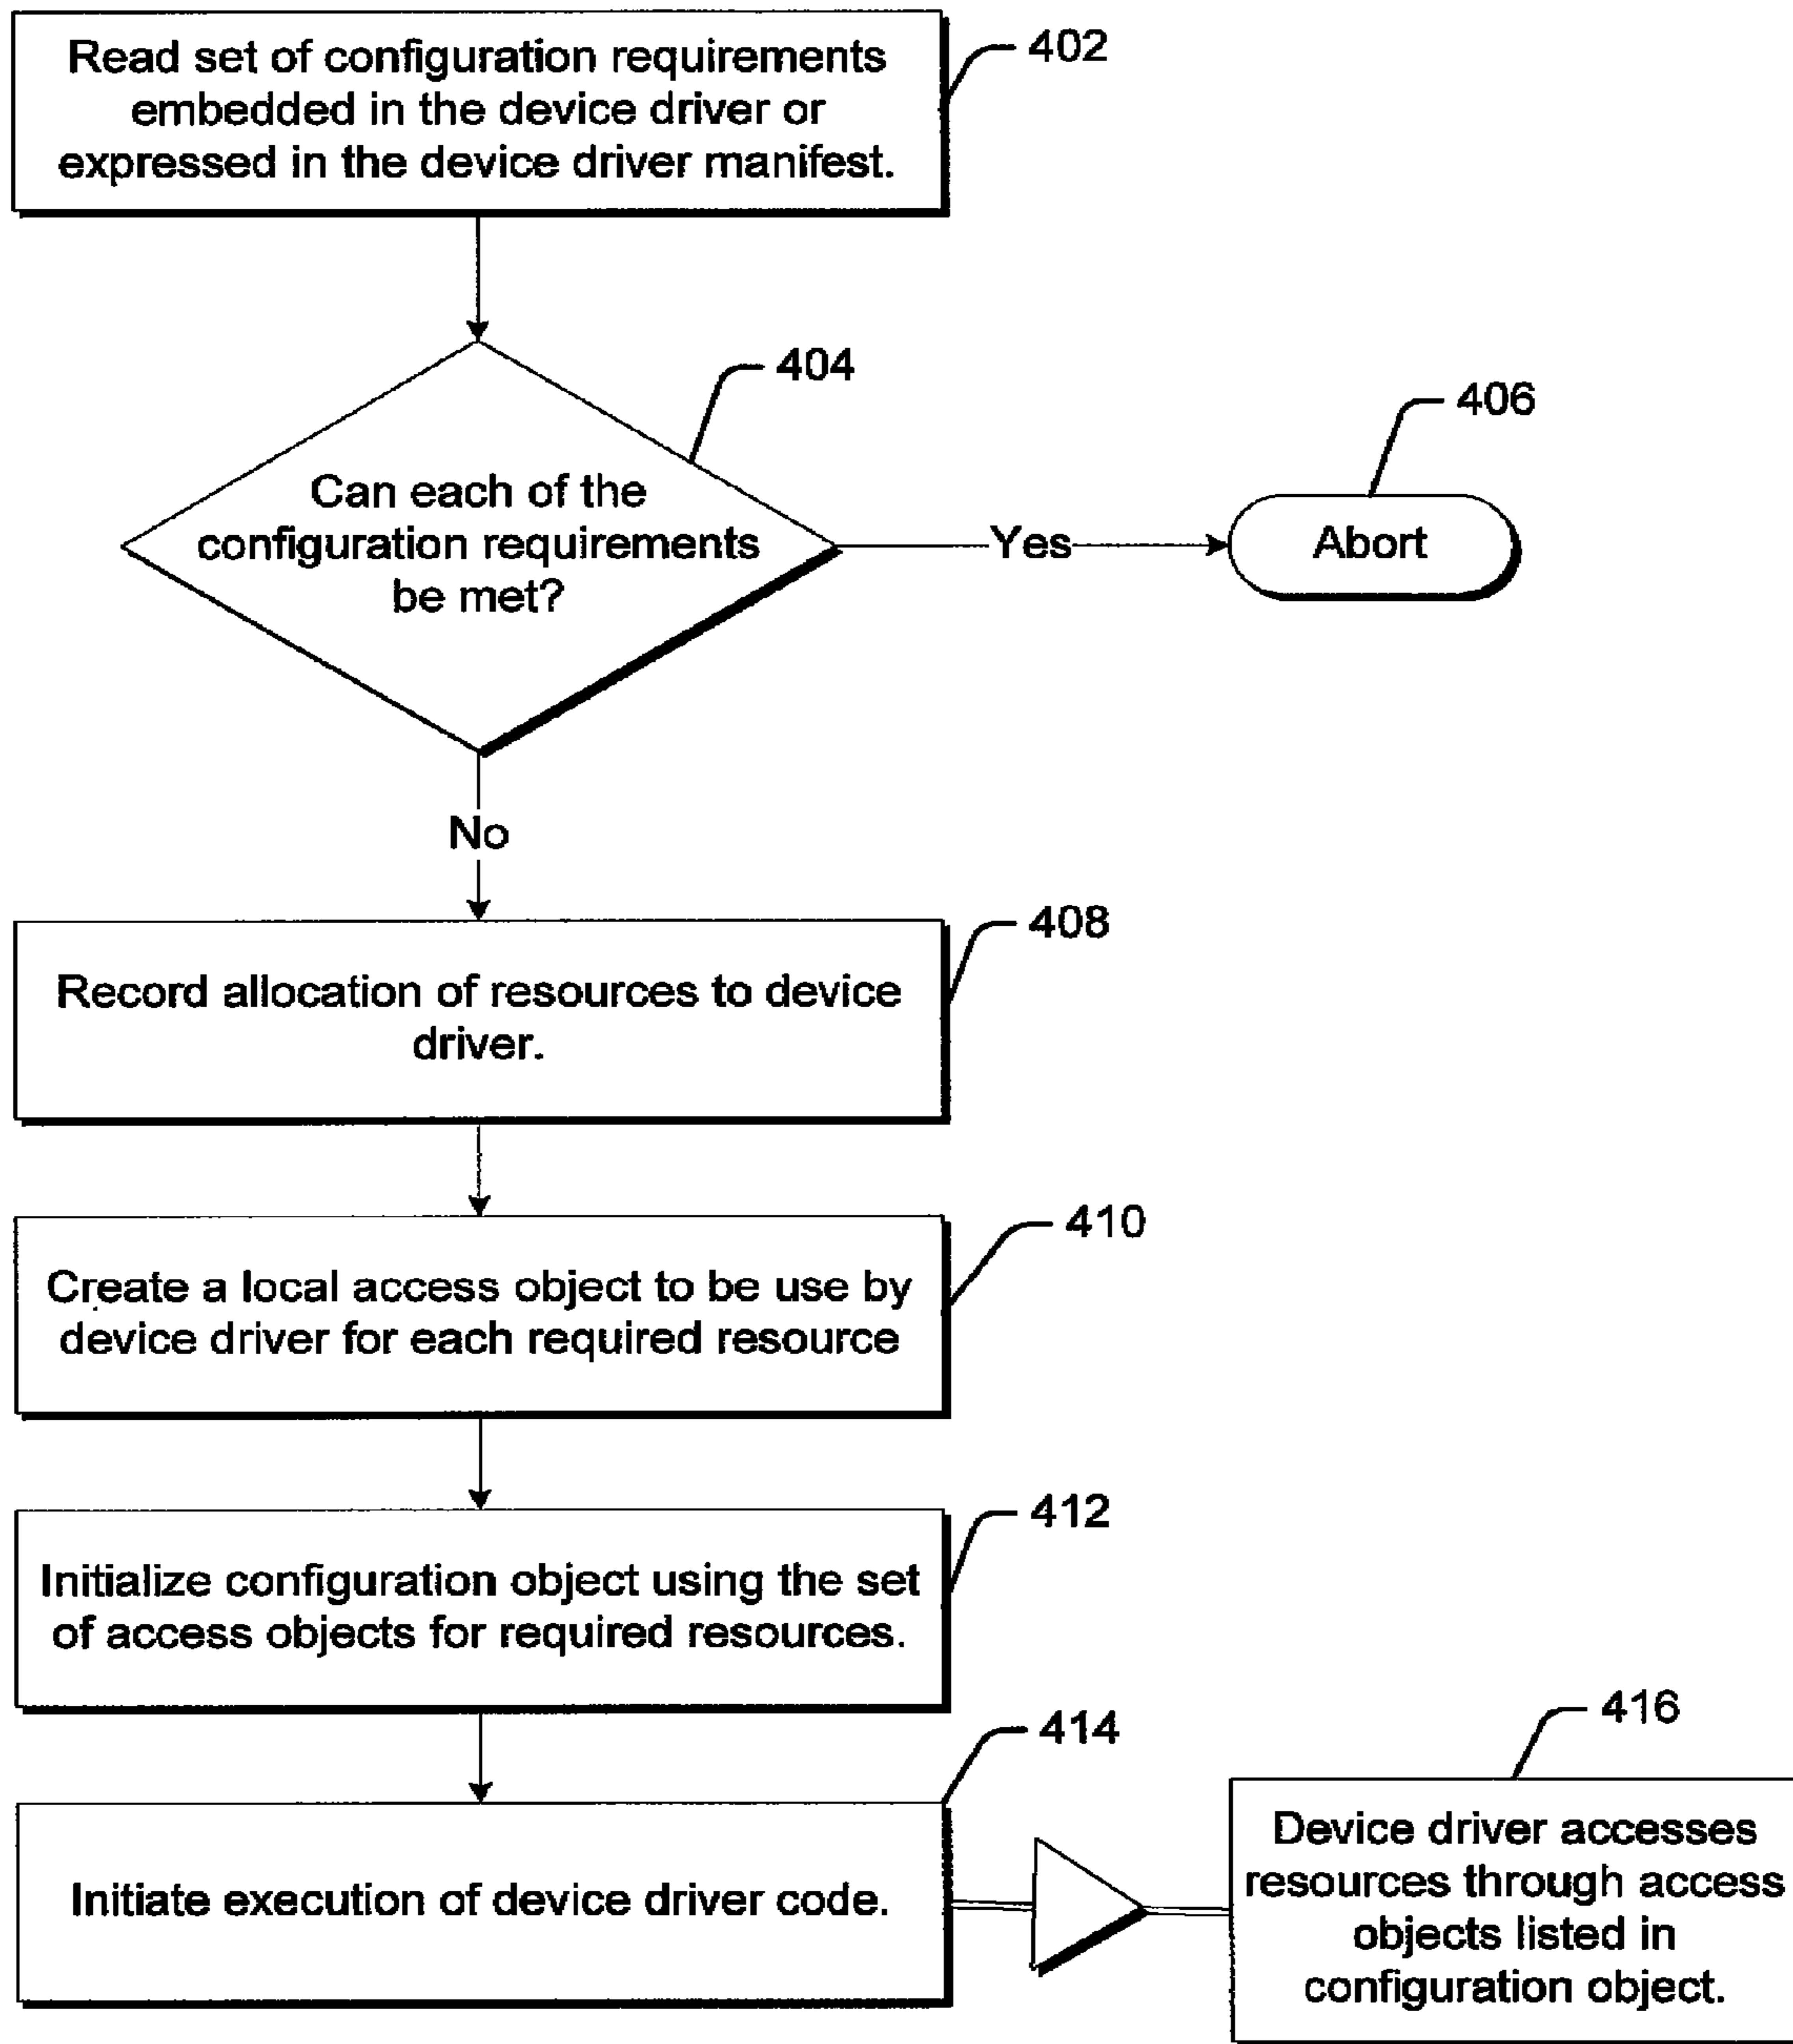 Read set of configuration requirements
embedded in the device driver or
expressed in the device driver manifest.
402
404
Can each of the
configuration requirements
be met?
Yes
406
Abort
No
408
Record allocation of resources to device
driver.
410
Create a local access object to be use by
device driver for each required resource
412
Initialize configuration object using the set
of access objects for required resources.
414
Initiate execution of device driver code.
416
Device driver accesses
resources through access
objects listed in
configuration object.